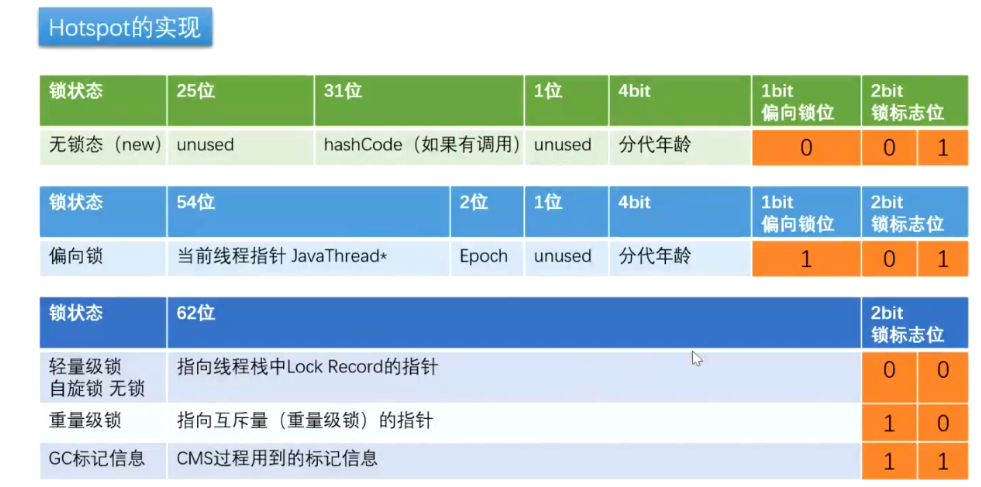 Hotspot的实现
锁状态 25位 31位 1位 4bit 1bit 2bit
偏向锁位 锁标志位
无锁态（new） unused hashCode（如果有调用） unused 分代年龄 0 0 1
锁状态 54位 2位 1位 4bit 1bit 2bit
偏向锁位 锁标志位
偏向锁 当前线程指针 JavaThread* Epoch unused 分代年龄 1 0 1
锁状态 62位 2bit
锁标志位
轻量级锁 指向线程栈中Lock Record的指针 0 0
自旋锁 无锁
重量级锁 指向互斥量（重量级锁）的指针 1 0
GC标记信息 CMS过程用到的标记信息 1 1